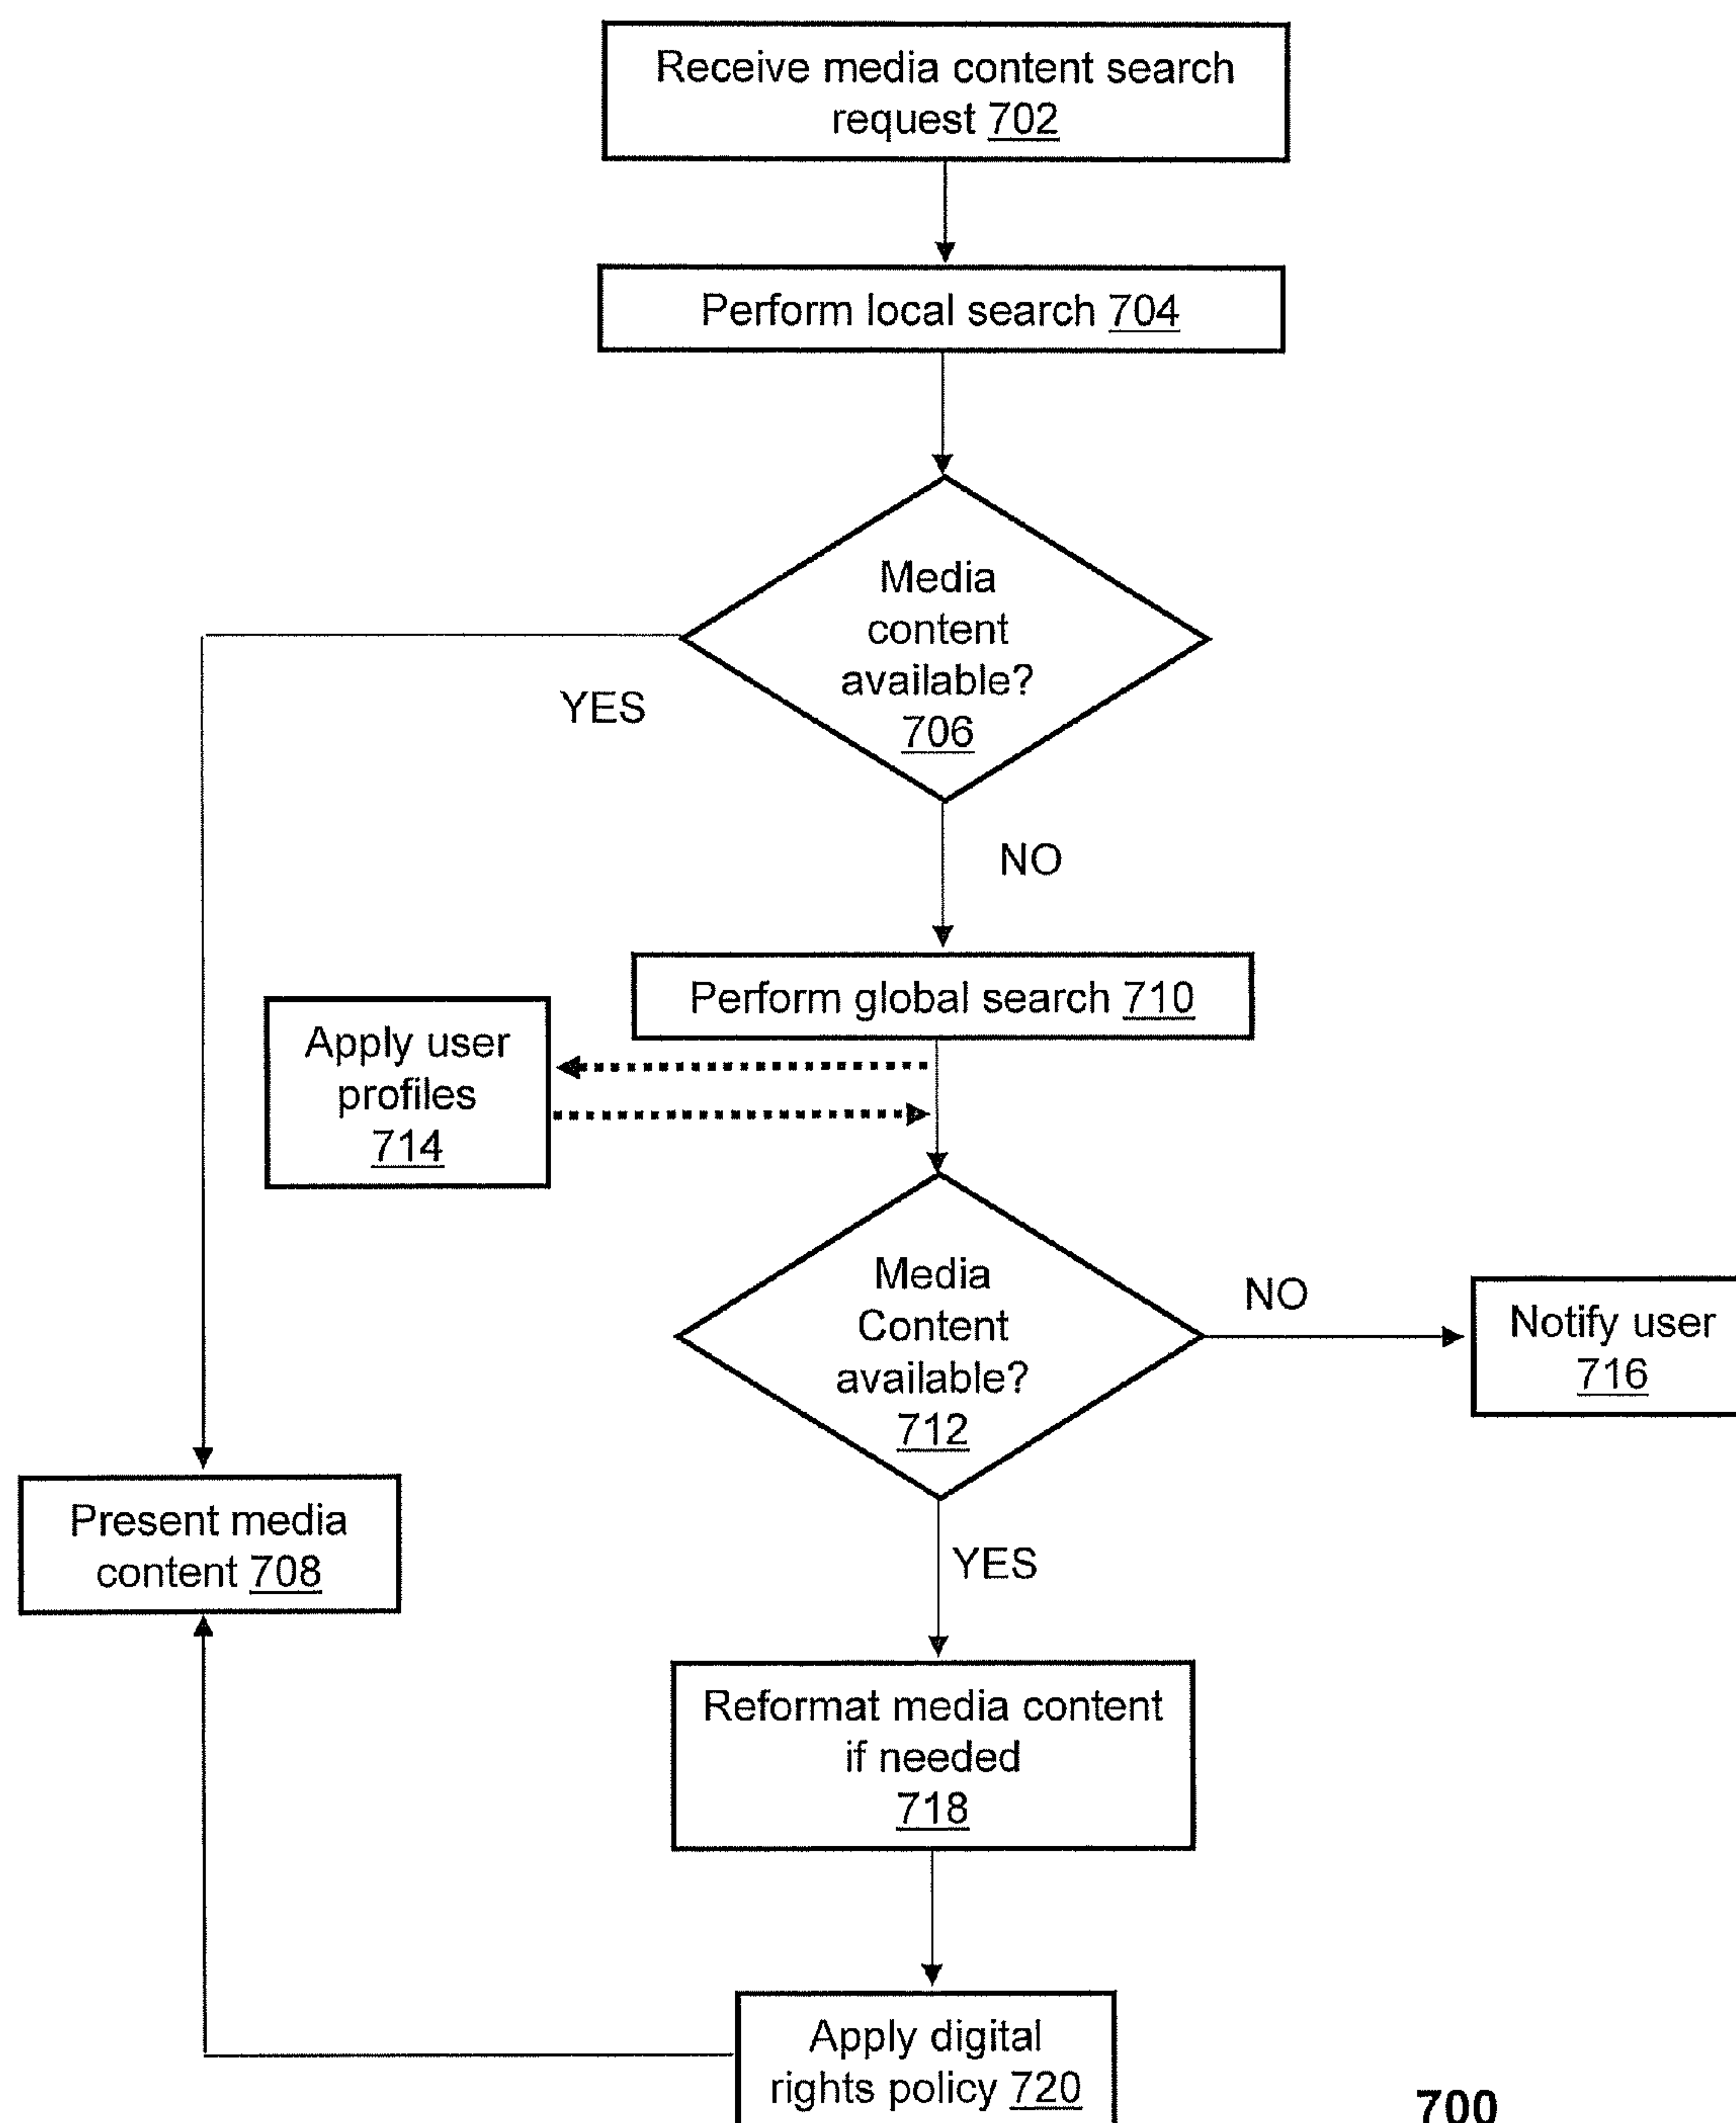 Receive media content search
request 702
Perform local search 704
Media
content
available?
706
YES
NO
Perform global search 710
Apply user
profiles
714
Media
Content
available?
712
NO
Notify user
716
Present media
content 708
YES
Reformat media content
if needed
718
Apply digital
rights policy 720
700